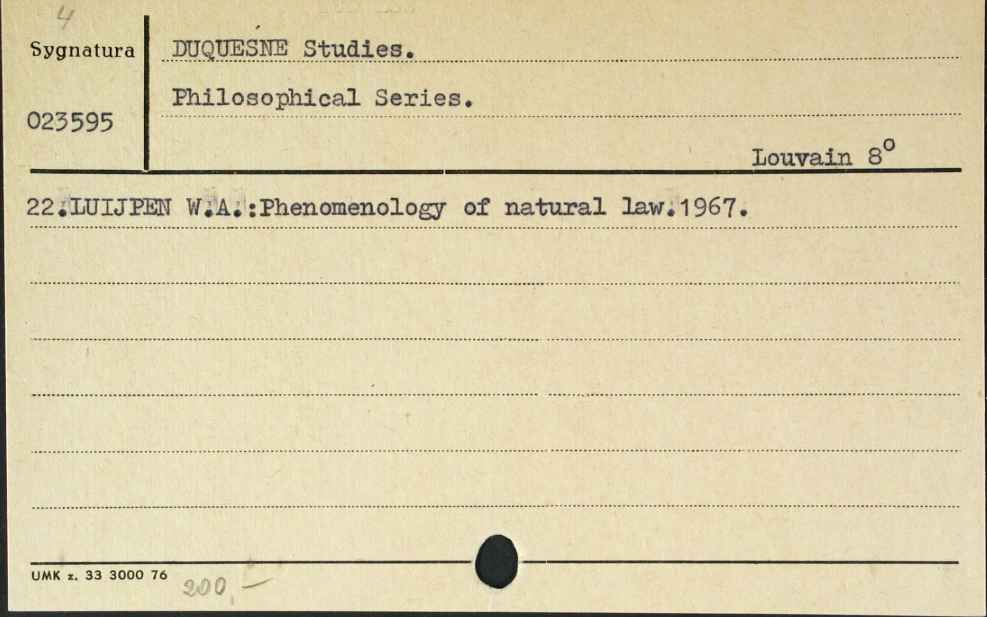 4
Sygnatura
DUQUESNE Studies.
Philosophical Series.
023595
Louvain 8º
22.LUIJPEN W.A.:Phenomenology of natural law.1967.
UMK z. 33 3000 76
200,—